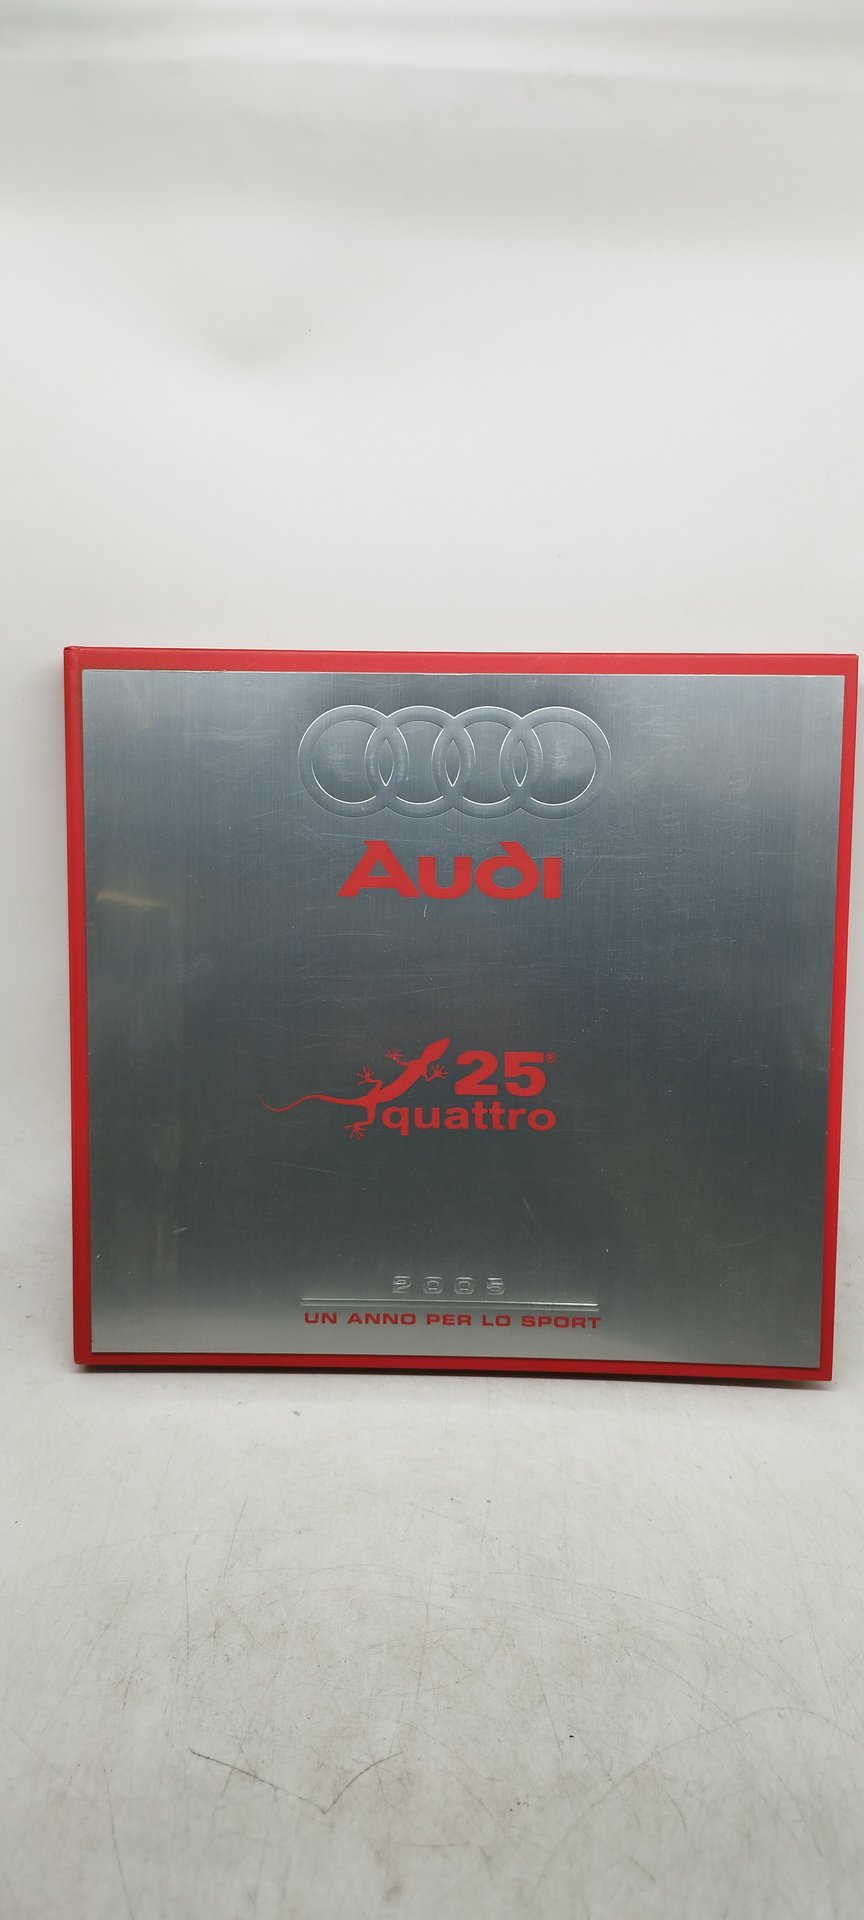 Audi
25®
quattro
2005
UN ANNO PER LO SPORT